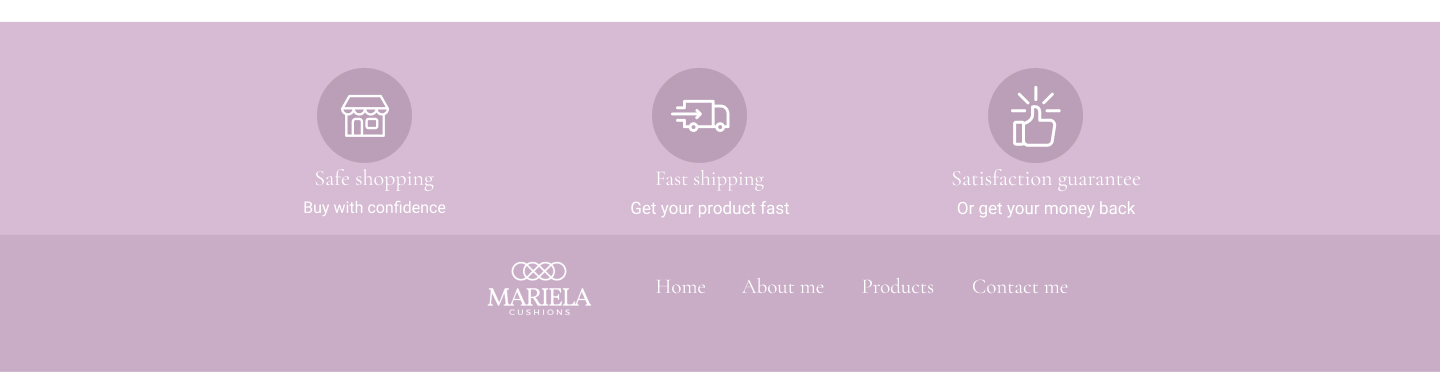 Safe shopping
Buy with confidence
Fast shipping
Get your product fast
Satisfaction guarantee
Or get your money back
MARIELA
CUSHIONS
Home About me Products Contact me